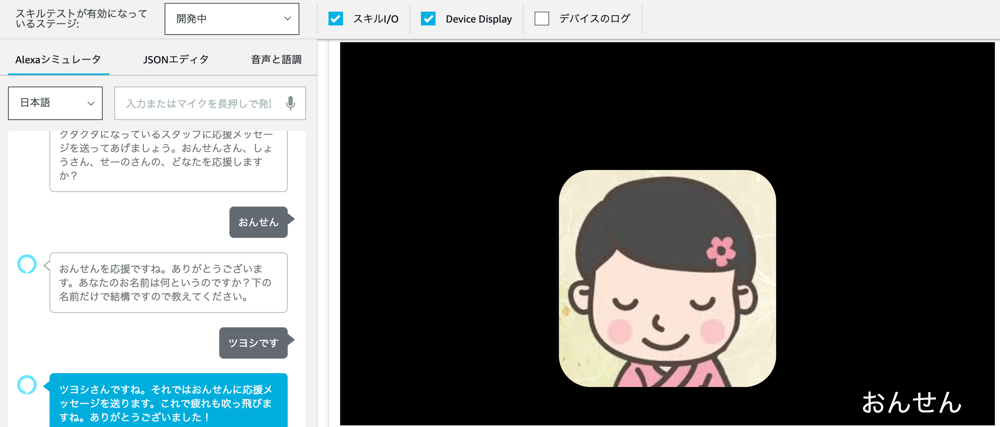 スキルテストが有効になって
いるステージ:
開発中
スキルI/O
Device Display
デバイスのログ
Alexaシミュレータ
JSONエディタ
音声と語調
日本語
入力またはマイクを長押しで発
クタクタになっているスタッフに応援メッセー
ジを送ってあげましょう。おんせんさん、しょ
うさん、せーのさんの、どなたを応援します
か？
おんせん
おんせんを応援ですね。ありがとうございま
す。あなたのお名前は何というのですか？下の
名前だけで結構ですので教えてください。
ツヨシです
ツヨシさんですね。それではおんせんに応援メ
ッセージを送ります。これで疲れも吹っ飛びま
すね。ありがとうございました！
おんせん